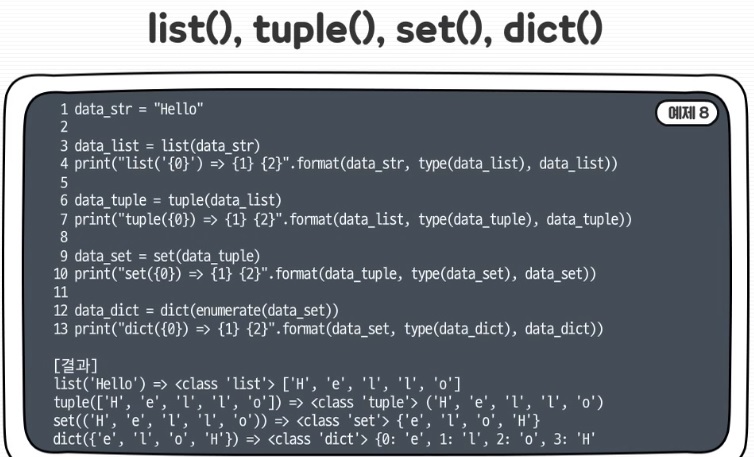 list(), tuple(), set(), dict()
예제 8
1 data_str = "Hello"
2
3 data_list = list(data_str)
4 print("list('{0}') => {1} {2}".format(data_str, type(data_list), data_list))
5
6 data_tuple = tuple(data_list)
7 print("tuple({0}) => {1} {2}".format(data_list, type(data_tuple), data_tuple))
8
9 data_set = set(data_tuple)
10 print("set({0}) => {1} {2}".format(data_tuple, type(data_set), data_set))
11
12 data_dict = dict(enumerate(data_set))
13 print("dict({0}) => {1} {2}".format(data_set, type(data_dict), data_dict))
[결과]
list('Hello') => <class 'list'> ['H', 'e', 'l', 'l', 'o']
tuple(['H', 'e', 'l', 'l', 'o']) => <class 'tuple'> ('H', 'e', 'l', 'l', 'o')
set(('H', 'e', 'l', 'l', 'o')) => <class 'set'> {'e', 'l', 'o', 'H'}
dict({'e', 'l', 'o', 'H'}) => <class 'dict'> {0: 'e', 1: 'l', 2: 'o', 3: 'H'